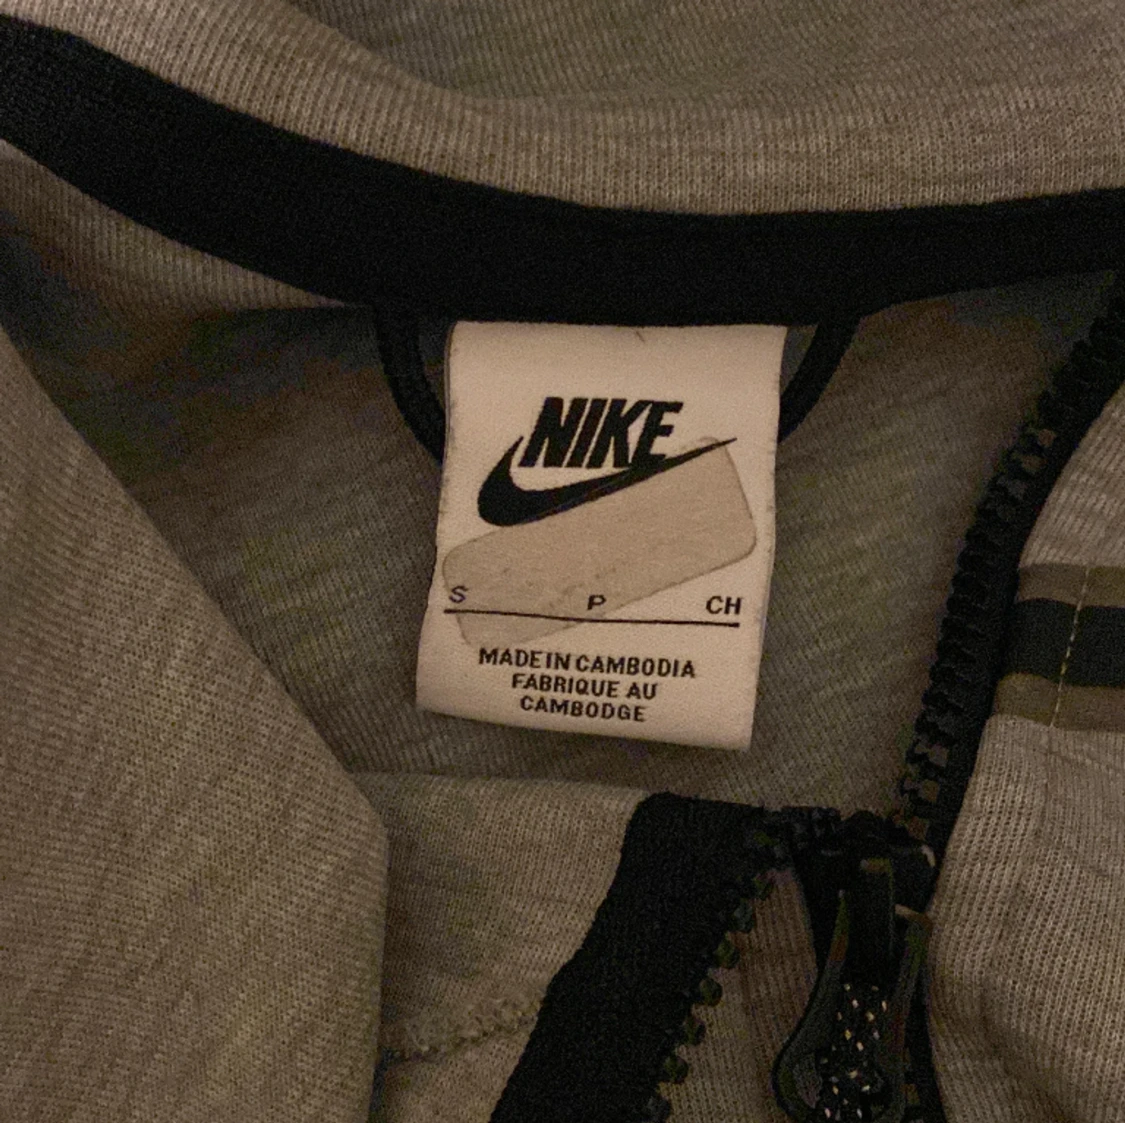 NIKE
S P CH
MADE IN CAMBODIA
FABRIQUE AU
CAMBODGE